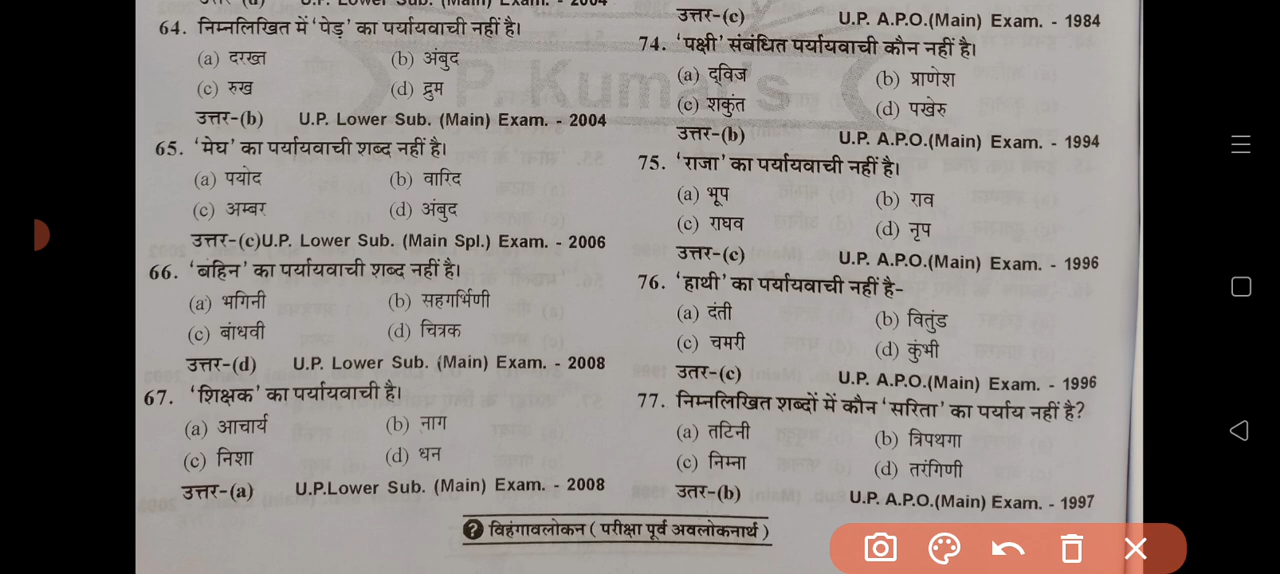 64. निम्नलिखित में 'पेड़' का पर्यायवाची नहीं है।
(a) दरख्त (b) अंबुद
(c) रुख (d) द्रुम
उत्तर-(b) U.P. Lower Sub. (Main) Exam. - 2004
65. 'मेघ' का पर्यायवाची शब्द नहीं है।
(a) पयोद (b) वारिद
(c) अम्बर (d) अंबुद
उत्तर-(c)U.P. Lower Sub. (Main Spl.) Exam. - 2006
66. 'बहिन' का पर्यायवाची शब्द नहीं है।
(a) भगिनी (b) सहगर्भिणी
(c) बांधवी (d) चित्रक
उत्तर-(d) U.P. Lower Sub. (Main) Exam. - 2008
67. 'शिक्षक' का पर्यायवाची है।
(a) आचार्य (b) नाग
(c) निशा (d) धन
उत्तर-(a) U.P.Lower Sub. (Main) Exam. - 2008
उत्तर-(c) U.P. A.P.O.(Main) Exam. - 1984
74. 'पक्षी' संबंधित पर्यायवाची कौन नहीं है।
(a) द्विज (b) प्राणेश
(c) शकुंत (d) पखेरु
उत्तर-(b) U.P. A.P.O.(Main) Exam. - 1994
75. 'राजा' का पर्यायवाची नहीं है।
(a) भूप (b) राव
(c) राघव (d) नृप
उत्तर-(c) U.P. A.P.O.(Main) Exam. - 1996
76. 'हाथी' का पर्यायवाची नहीं है-
(a) दंती (b) वितुंड
(c) चमरी (d) कुंभी
उतर-(c) U.P. A.P.O.(Main) Exam. - 1996
77. निम्नलिखित शब्दों में कौन 'सरिता' का पर्याय नहीं है?
(a) तटिनी (b) त्रिपथगा
(c) निम्ना (d) तरंगिणी
उतर-(b) U.P. A.P.O.(Main) Exam. - 1997
? विहंगावलोकन ( परीक्षा पूर्व अवलोकनार्थ )
P. Kumar's